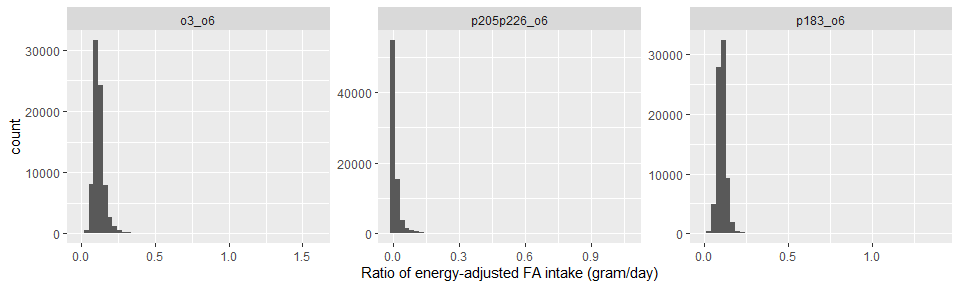 o3_o6
p205p226_o6
p183_o6
count
30000
20000
10000
0
0.0 0.5 1.0 1.5
40000
20000
0
0.0 0.3 0.6 0.9
30000
20000
10000
0
0.0 0.5 1.0
Ratio of energy-adjusted FA intake (gram/day)